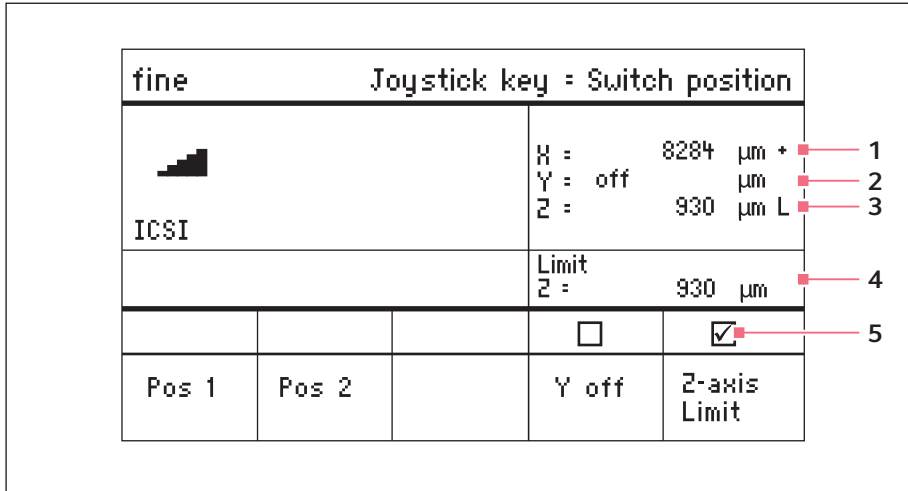 fine Joystick key = Switch position
X = 8284 µm + 1
Y = off µm 2
Z = 930 µm L 3
ICSI
Limit
Z = 930 µm 4
☐ ☑ 5
Pos 1 Pos 2 Y off Z-axis
Limit